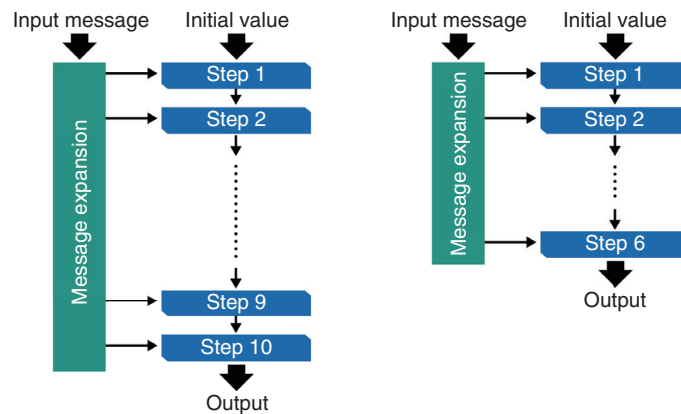 Input message
Initial value
Message expansion
Step 1
Step 2
Step 9
Step 10
Output
Input message
Initial value
Message expansion
Step 1
Step 2
Step 6
Output